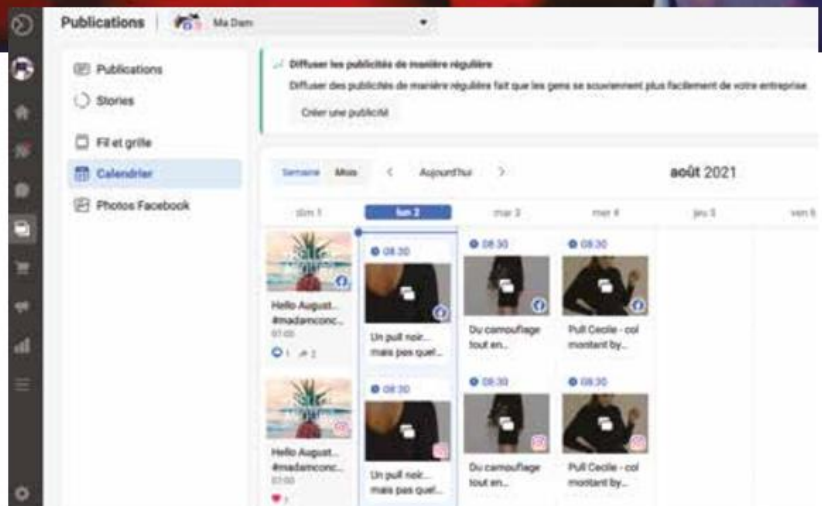 Publications
Ma Dam
Publications
Stories
Fil et grille
Calendrier
Photos Facebook
Diffuser les publicités de manière régulière
Diffuser des publicités de manière régulière fait que les gens se souviennent plus facilement de votre entreprise.
Créer une publicité
Semaine Mois Aujourd'hui août 2021
dim 1 lun 2 mar 3 mer 4 jeu 5 ven 6
08:30 08:30 08:30
Hello August...
#madamconc...
07:00
1 2
Un pull noir...
mais pas quel...
Du camouflage
tout en...
Pull Cecile - col
montant by...
08:30 08:30 08:30
Hello August...
#madamconc...
07:00
1
Un pull noir...
mais pas quel...
Du camouflage
tout en...
Pull Cecile - col
montant by...